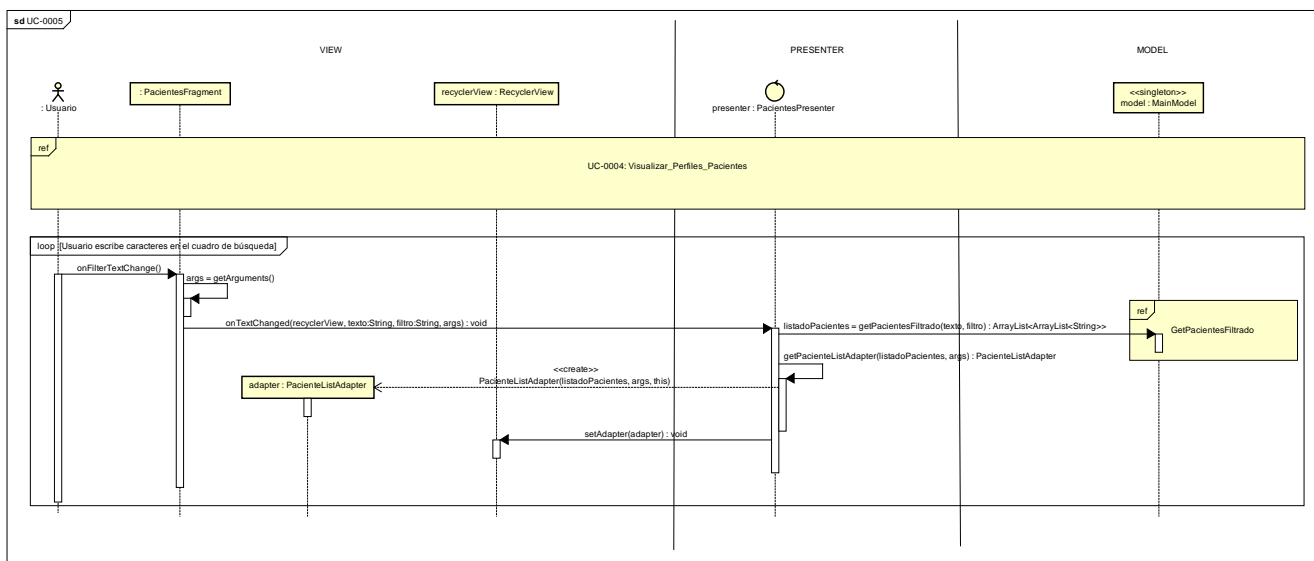 sd UC-0005
VIEW
PRESENTER
MODEL
: Usuario
: PacientesFragment
recyclerView : RecyclerView
presenter : PacientesPresenter
<<singleton>>
model : MainModel
ref
UC-0004: Visualizar_Perfiles_Pacientes
loop [Usuario escribe caracteres en el cuadro de búsqueda]
onFilterTextChange()
args = getArguments()
onTextChanged(recyclerView, texto:String, filtro:String, args) : void
listadoPacientes = getPacientesFiltrado(texto, filtro) : ArrayList<ArrayList<String>>
ref
GetPacientesFiltrado
getPacienteListAdapter(listadoPacientes, args) : PacienteListAdapter
<<create>>
PacienteListAdapter(listadoPacientes, args, this)
adapter : PacienteListAdapter
setAdapter(adapter) : void